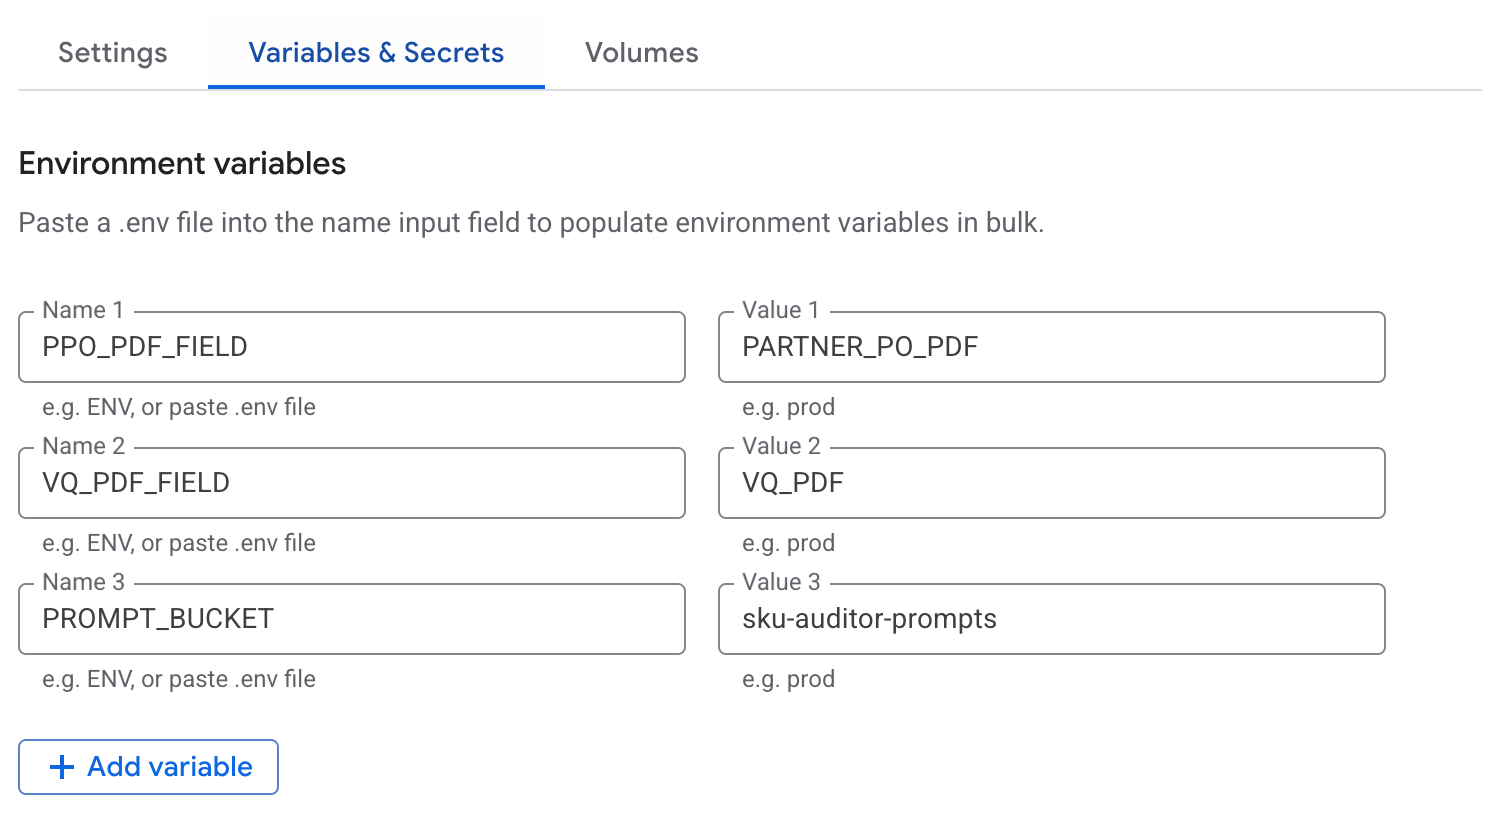 Settings Variables & Secrets Volumes
Environment variables
Paste a .env file into the name input field to populate environment variables in bulk.
Name 1 Value 1
PPO_PDF_FIELD PARTNER_PO_PDF
e.g. ENV, or paste .env file e.g. prod
Name 2 Value 2
VQ_PDF_FIELD VQ_PDF
e.g. ENV, or paste .env file e.g. prod
Name 3 Value 3
PROMPT_BUCKET sku-auditor-prompts
e.g. ENV, or paste .env file e.g. prod
+ Add variable